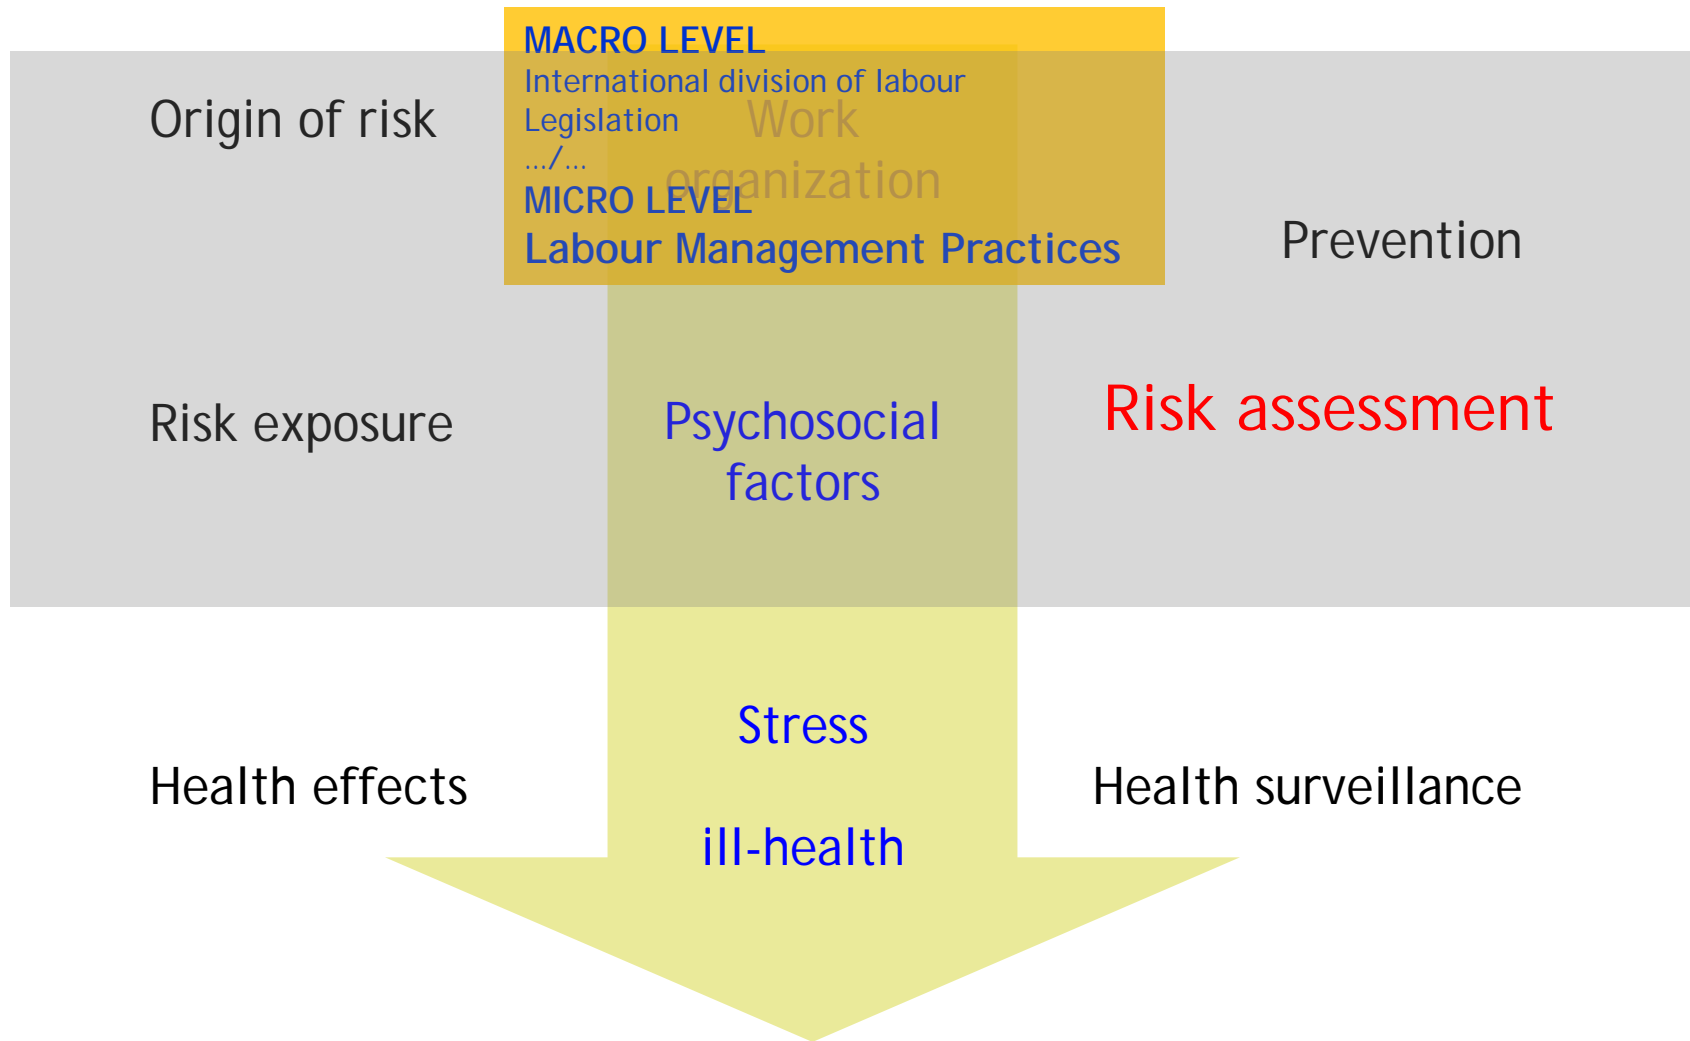 MACRO LEVEL
International division of labour
Legislation
.../...
MICRO LEVEL
Labour Management Practices
Origin of risk
Work
organization
Prevention
Risk exposure
Psychosocial
factors
Risk assessment
Health effects
Stress
ill-health
Health surveillance